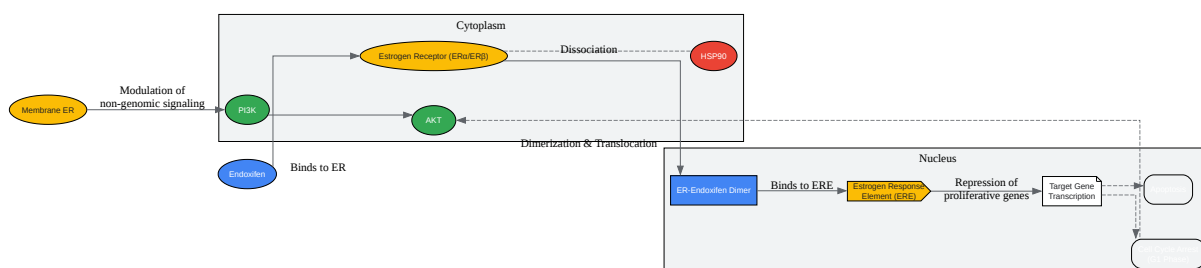 Cytoplasm
Estrogen Receptor (ERα/ERβ)
Dissociation
HSP90
Modulation of
non-genomic signaling
Membrane ER
PI3K
AKT
Dimerization & Translocation
Endoxifen
Binds to ER
Nucleus
ER-Endoxifen Dimer
Binds to ERE
Estrogen Response
Element (ERE)
Repression of
proliferative genes
Target Gene
Transcription